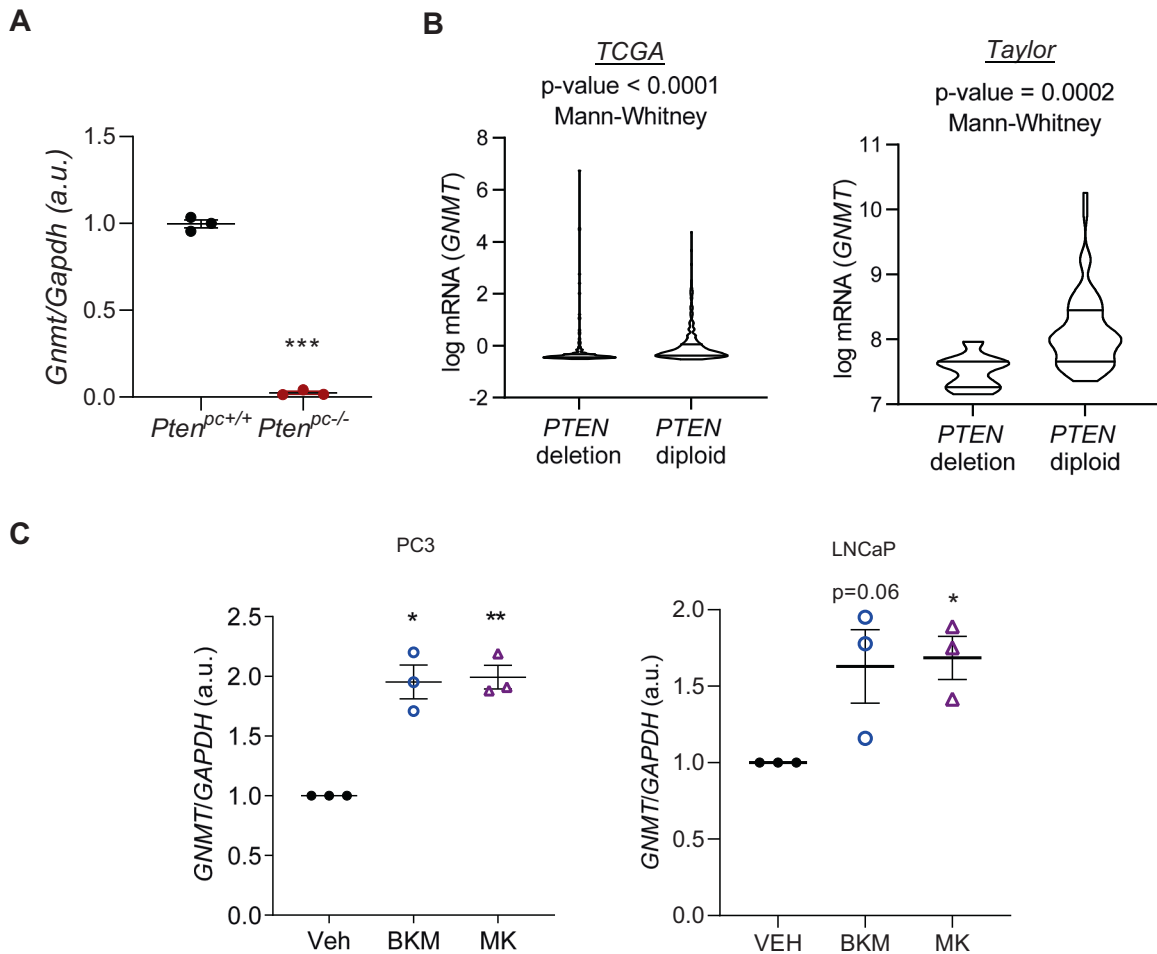 A
Gnmt/Gapdh (a.u.)
1.5
1.0
0.5
0.0
***
Pten^pc+/+ Pten^pc-/-
B
TCGA
p-value < 0.0001
Mann-Whitney
log mRNA (GNMT)
8
6
4
2
0
-2
PTEN deletion
PTEN diploid
Taylor
p-value = 0.0002
Mann-Whitney
log mRNA (GNMT)
11
10
9
8
7
PTEN deletion
PTEN diploid
C
PC3
GNMT/GAPDH (a.u.)
2.5
2.0
1.5
1.0
0.5
0.0
*
**
Veh BKM MK
LNCaP
p=0.06
*
GNMT/GAPDH (a.u.)
2.0
1.5
1.0
0.5
0.0
VEH BKM MK